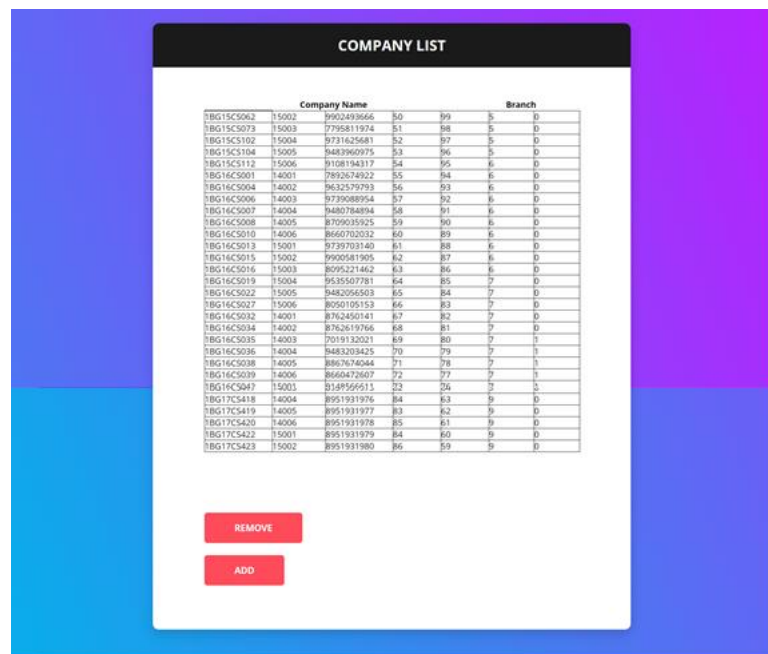 COMPANY LIST
Company Name Branch
1BG15CS062 15002 9902493666 50 99 5 0
1BG15CS073 15003 7795811974 51 98 5 0
1BG15CS102 15004 9731625681 52 97 5 0
1BG15CS104 15005 9483960975 53 96 5 0
1BG15CS112 15006 9108194317 54 95 6 0
1BG16CS001 14001 7892674922 55 94 6 0
1BG16CS004 14002 9632579793 56 93 6 0
1BG16CS006 14003 9739088954 57 92 6 0
1BG16CS007 14004 9480784894 58 91 6 0
1BG16CS008 14005 8709035925 59 90 6 0
1BG16CS010 14006 8660702032 60 89 6 0
1BG16CS013 15001 9739703140 61 88 6 0
1BG16CS015 15002 9900581905 62 87 6 0
1BG16CS016 15003 8095221462 63 86 6 0
1BG16CS019 15004 9535507781 64 85 7 0
1BG16CS022 15005 9482056503 65 84 7 0
1BG16CS027 15006 8050105153 66 83 7 0
1BG16CS032 14001 8762450141 67 82 7 0
1BG16CS034 14002 8762619766 68 81 7 0
1BG16CS035 14003 7019132021 69 80 7 1
1BG16CS036 14004 9483203425 70 79 7 1
1BG16CS038 14005 8867674044 71 78 7 1
1BG16CS039 14006 8660472607 72 77 7 1
1BG17CS418 14004 8951931976 84 63 9 0
1BG17CS419 14005 8951931977 83 62 9 0
1BG17CS420 14006 8951931978 85 61 9 0
1BG17CS422 15001 8951931979 84 60 9 0
1BG17CS423 15002 8951931980 86 59 9 0
REMOVE
ADD